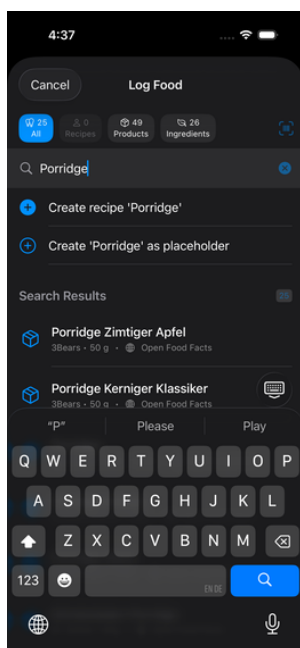 4:37
Cancel
Log Food
25
All
0
Recipes
49
Products
26
Ingredients
Porridge
Create recipe 'Porridge'
Create 'Porridge' as placeholder
Search Results
25
Porridge Zimtiger Apfel
3Bears • 50 g • Open Food Facts
Porridge Kerniger Klassiker
3Bears • 50 g • Open Food Facts
"P" Please Play
Q W E R T Y U I O P
A S D F G H J K L
Z X C V B N M
123
EN DE